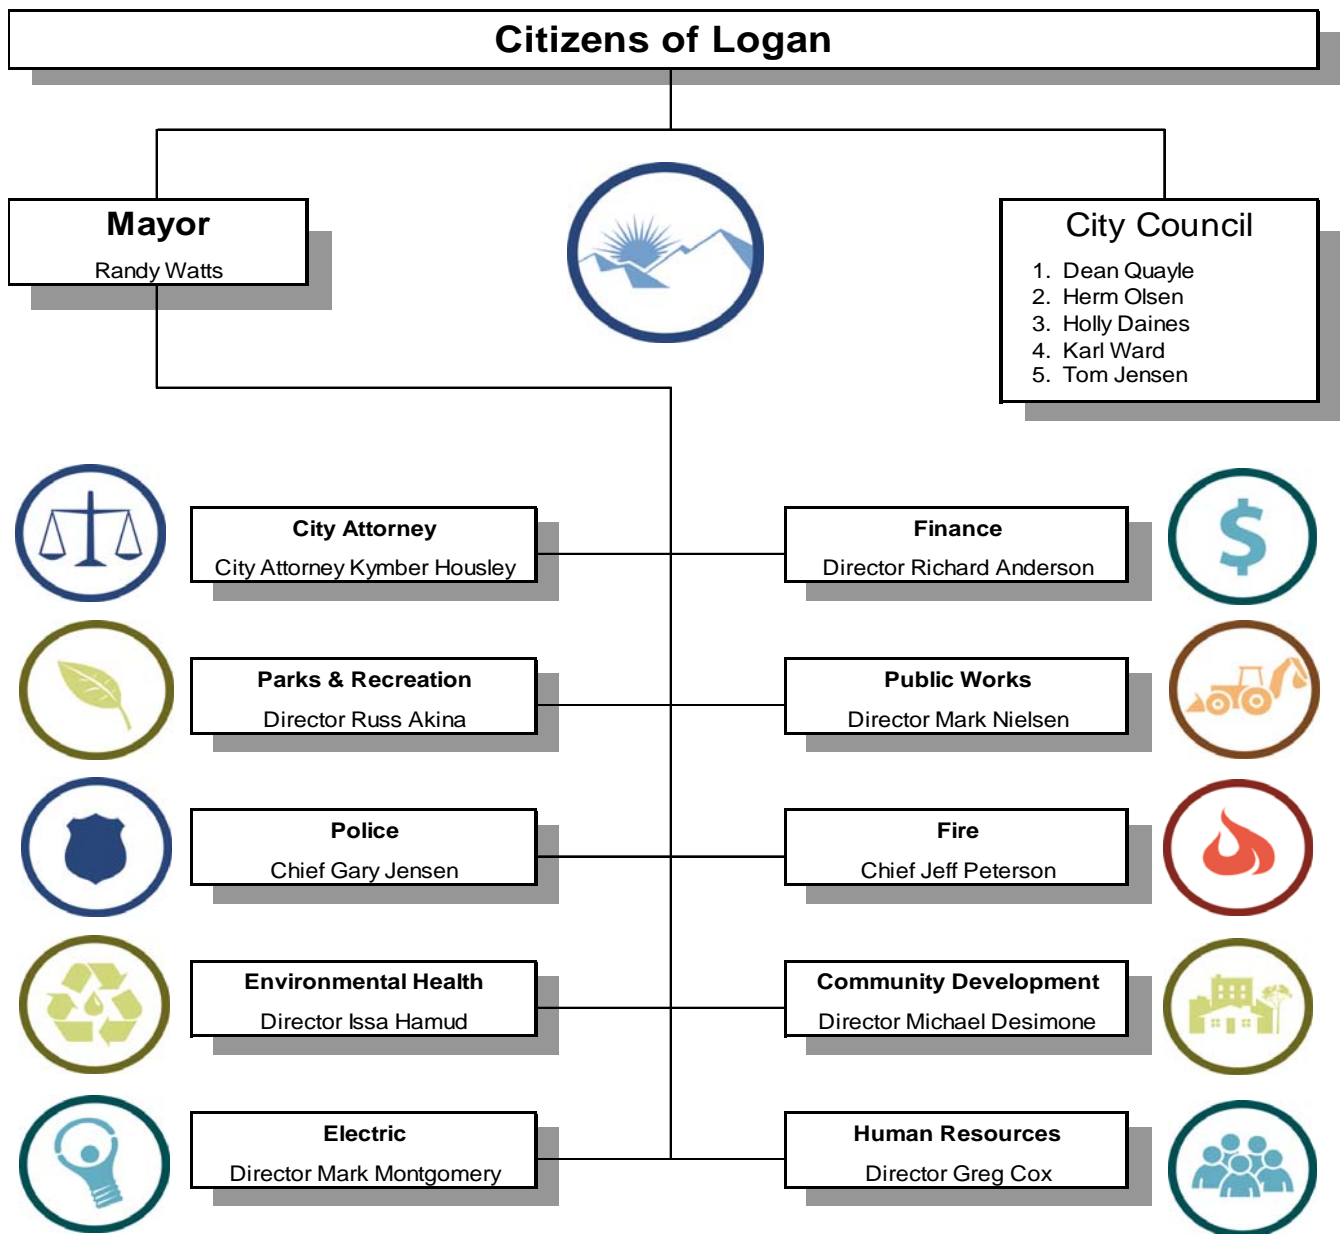 Citizens of Logan
Mayor
Randy Watts
City Council
1. Dean Quayle
2. Herm Olsen
3. Holly Daines
4. Karl Ward
5. Tom Jensen
City Attorney
City Attorney Kymber Housley
Finance
Director Richard Anderson
$
Parks & Recreation
Director Russ Akina
Public Works
Director Mark Nielsen
Police
Chief Gary Jensen
Fire
Chief Jeff Peterson
Environmental Health
Director Issa Hamud
Community Development
Director Michael Desimone
Electric
Director Mark Montgomery
Human Resources
Director Greg Cox